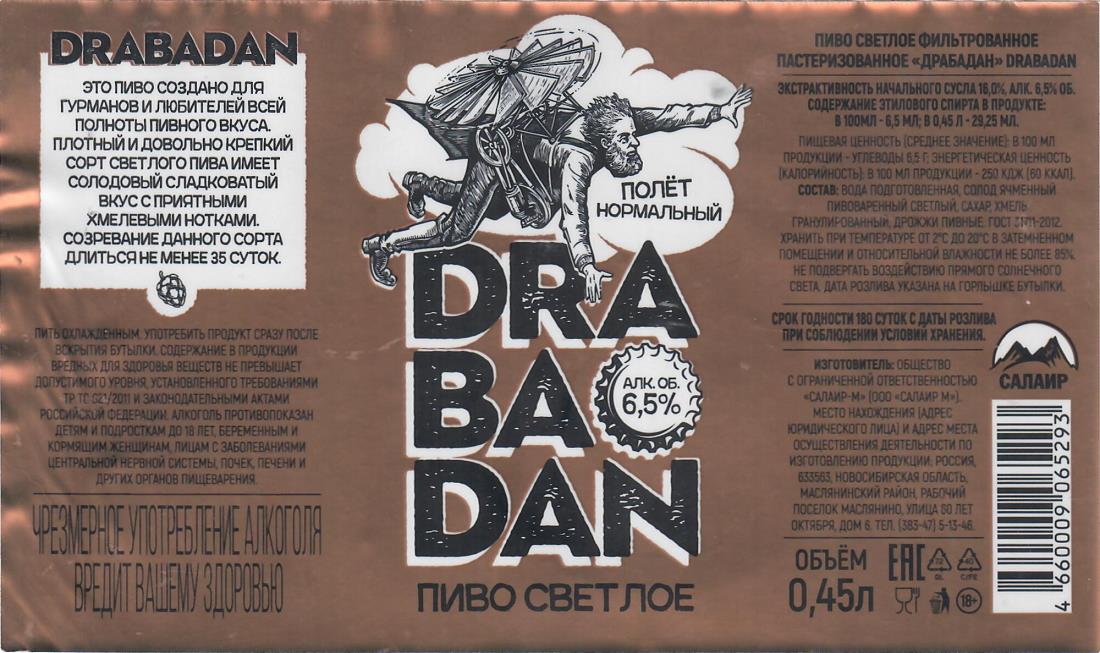 DRABADAN
ЭТО ПИВО СОЗДАНО ДЛЯ
ГУРМАНОВ И ЛЮБИТЕЛЕЙ ВСЕЙ
ПОЛНОТЫ ПИВНОГО ВКУСА.
ПЛОТНЫЙ И ДОВОЛЬНО КРЕПКИЙ
СОРТ СВЕТЛОГО ПИВА ИМЕЕТ
СОЛОДОВЫЙ СЛАДКОВАТЫЙ
ВКУС С ПРИЯТНЫМИ
ХМЕЛЕВЫМИ НОТКАМИ.
СОЗРЕВАНИЕ ДАННОГО СОРТА
ДЛИТЬСЯ НЕ МЕНЕЕ 35 СУТОК.
ПИТЬ ОХЛАЖДЕННЫМ. УПОТРЕБИТЬ ПРОДУКТ СРАЗУ ПОСЛЕ
ВСКРЫТИЯ БУТЫЛКИ. СОДЕРЖАНИЕ В ПРОДУКЦИИ
ВРЕДНЫХ ДЛЯ ЗДОРОВЬЯ ВЕЩЕСТВ НЕ ПРЕВЫШАЕТ
ДОПУСТИМОГО УРОВНЯ, УСТАНОВЛЕННОГО ТРЕБОВАНИЯМИ
ТР ТС 021/2011 И ЗАКОНОДАТЕЛЬНЫМИ АКТАМИ
РОССИЙСКОЙ ФЕДЕРАЦИИ. АЛКОГОЛЬ ПРОТИВОПОКАЗАН
ДЕТЯМ И ПОДРОСТКАМ ДО 18 ЛЕТ, БЕРЕМЕННЫМ И
КОРМЯЩИМ ЖЕНЩИНАМ, ЛИЦАМ С ЗАБОЛЕВАНИЯМИ
ЦЕНТРАЛЬНОЙ НЕРВНОЙ СИСТЕМЫ, ПОЧЕК, ПЕЧЕНИ И
ДРУГИХ ОРГАНОВ ПИЩЕВАРЕНИЯ.
ЧРЕЗМЕРНОЕ УПОТРЕБЛЕНИЕ АЛКОГОЛЯ
ВРЕДИТ ВАШЕМУ ЗДОРОВЬЮ
ПОЛЁТ
НОРМАЛЬНЫЙ
DRA
BA
DAN
АЛК. ОБ.
6,5%
ПИВО СВЕТЛОЕ
ПИВО СВЕТЛОЕ ФИЛЬТРОВАННОЕ
ПАСТЕРИЗОВАННОЕ «ДРАБАДАН» DRABADAN
ЭКСТРАКТИВНОСТЬ НАЧАЛЬНОГО СУСЛА 16,0%, АЛК. 6,5% ОБ.
СОДЕРЖАНИЕ ЭТИЛОВОГО СПИРТА В ПРОДУКТЕ:
В 100МЛ - 6,5 МЛ; В 0,45 Л - 29,25 МЛ.
ПИЩЕВАЯ ЦЕННОСТЬ (СРЕДНЕЕ ЗНАЧЕНИЕ): В 100 МЛ
ПРОДУКЦИИ - УГЛЕВОДЫ 6,5 Г; ЭНЕРГЕТИЧЕСКАЯ ЦЕННОСТЬ
(КАЛОРИЙНОСТЬ): В 100 МЛ ПРОДУКЦИИ - 250 КДЖ (60 ККАЛ).
СОСТАВ: ВОДА ПОДГОТОВЛЕННАЯ, СОЛОД ЯЧМЕННЫЙ
ПИВОВАРЕННЫЙ СВЕТЛЫЙ, САХАР, ХМЕЛЬ
ГРАНУЛИРОВАННЫЙ, ДРОЖЖИ ПИВНЫЕ. ГОСТ 31711-2012.
ХРАНИТЬ ПРИ ТЕМПЕРАТУРЕ ОТ 2°С ДО 20°С В ЗАТЕМНЕННОМ
ПОМЕЩЕНИИ И ОТНОСИТЕЛЬНОЙ ВЛАЖНОСТИ НЕ БОЛЕЕ 85%.
НЕ ПОДВЕРГАТЬ ВОЗДЕЙСТВИЮ ПРЯМОГО СОЛНЕЧНОГО
СВЕТА. ДАТА РОЗЛИВА УКАЗАНА НА ГОРЛЫШКЕ БУТЫЛКИ.
СРОК ГОДНОСТИ 180 СУТОК С ДАТЫ РОЗЛИВА
ПРИ СОБЛЮДЕНИИ УСЛОВИЙ ХРАНЕНИЯ.
ИЗГОТОВИТЕЛЬ: ОБЩЕСТВО
С ОГРАНИЧЕННОЙ ОТВЕТСТВЕННОСТЬЮ
«САЛАИР-М» (ООО «САЛАИР М»).
МЕСТО НАХОЖДЕНИЯ (АДРЕС
ЮРИДИЧЕСКОГО ЛИЦА) И АДРЕС МЕСТА
ОСУЩЕСТВЛЕНИЯ ДЕЯТЕЛЬНОСТИ ПО
ИЗГОТОВЛЕНИЮ ПРОДУКЦИИ: РОССИЯ,
633563, НОВОСИБИРСКАЯ ОБЛАСТЬ,
МАСЛЯНИНСКИЙ РАЙОН, РАБОЧИЙ
ПОСЕЛОК МАСЛЯНИНО, УЛИЦА 60 ЛЕТ
ОКТЯБРЯ, ДОМ 6. ТЕЛ. (383-47) 5-13-46.
САЛАИР
4 660009 065293
ОБЪЁМ
0,45л
EAC
72
GL
40
C/FE
18+